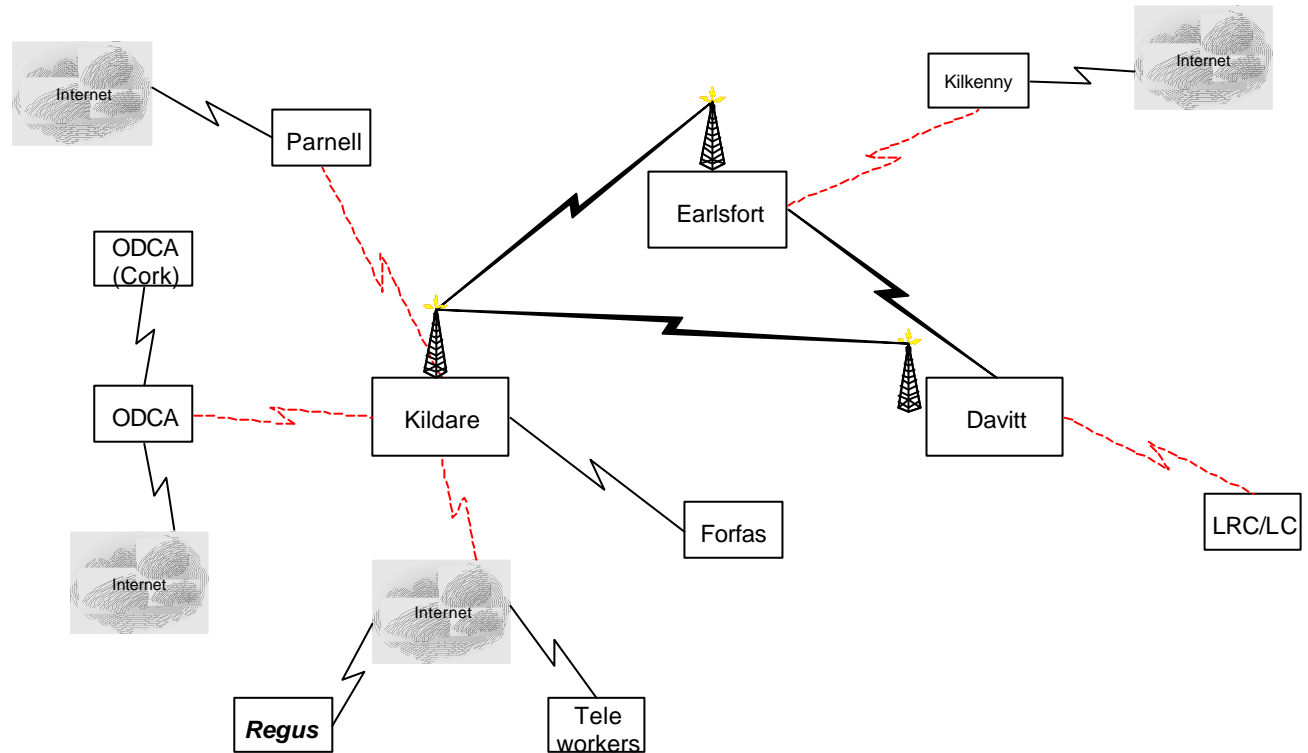 Internet
Kilkenny
Internet
Parnell
Earlsfort
ODCA
(Cork)
ODCA
Kildare
Davitt
LRC/LC
Forfas
Internet
Internet
Regus
Tele
workers